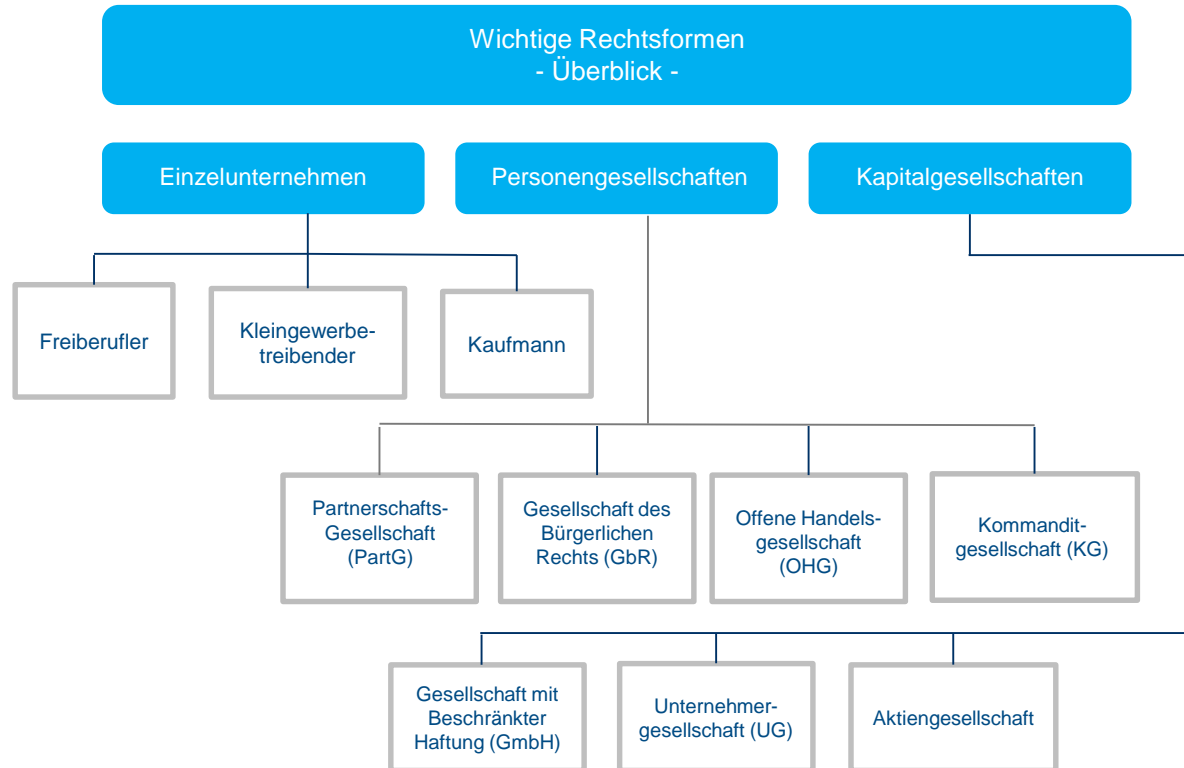 Wichtige Rechtsformen
- Überblick -
Einzelunternehmen
Personengesellschaften
Kapitalgesellschaften
Freiberufler
Kleingewerbe-
treibender
Kaufmann
Partnerschafts-
Gesellschaft
(PartG)
Gesellschaft des
Bürgerlichen
Rechts (GbR)
Offene Handels-
gesellschaft
(OHG)
Kommandit-
gesellschaft (KG)
Gesellschaft mit
Beschränkter
Haftung (GmbH)
Unternehmer-
gesellschaft (UG)
Aktiengesellschaft